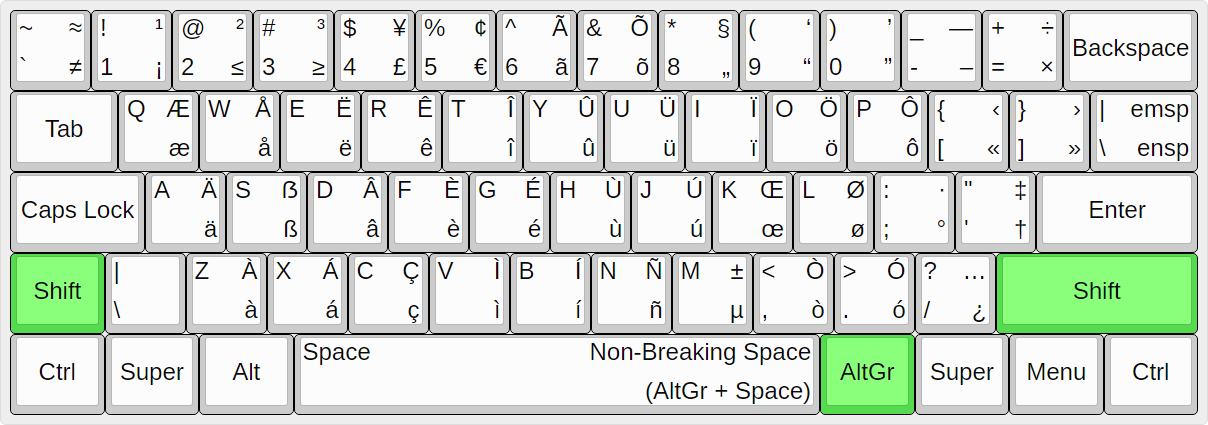 ~ ≈ ! ¹ @ ² # ³ $ ¥ % ¢ ^ Ã & Õ * § ( ‘ ) ’ _ — + ÷ Backspace
` ≠ 1 ¡ 2 ≤ 3 ≥ 4 £ 5 € 6 ã 7 õ 8 „ 9 “ 0 ” - – = ×
Tab Q Æ W Å E Ë R Ê T Î Y Û U Ü I Ï O Ö P Ô { ‹ } › | emsp
æ å ë ê î û ü ï ö ô [ « ] » \ ensp
Caps Lock A Ä S ẞ D Â F È G É H Ù J Ú K Œ L Ø : · " ‡ Enter
ä ß â è é ù ú œ ø ; ° ' †
Shift | Z À X Á C Ç V Ì B Í N Ñ M ± < Ò > Ó ? … Shift
\ à á ç ì í ñ µ , ò . ó / ¿
Ctrl Super Alt Space Non-Breaking Space AltGr Super Menu Ctrl
(AltGr + Space)